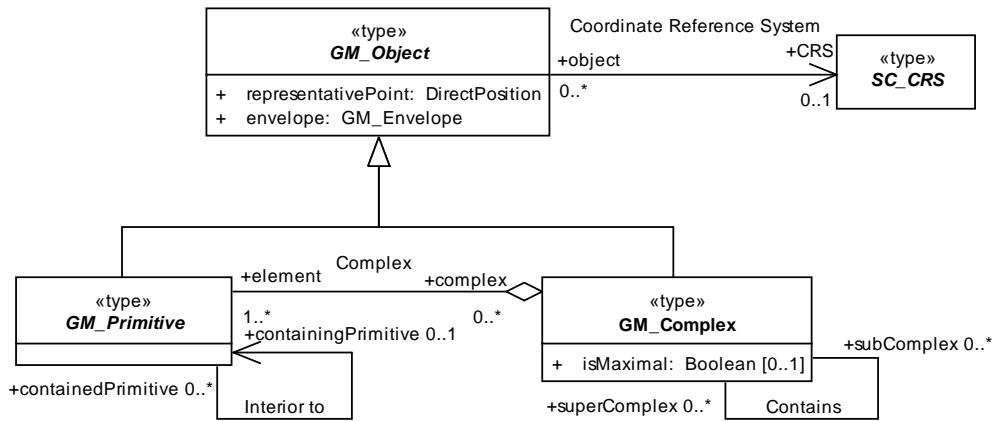 «type»
GM_Object
+ representativePoint: DirectPosition
+ envelope: GM_Envelope
Coordinate Reference System
+object
0..*
+CRS
0..1
«type»
SC_CRS
«type»
GM_Primitive
+element
1..*
Complex
+complex
0..*
«type»
GM_Complex
+ isMaximal: Boolean [0..1]
+containingPrimitive 0..1
+containedPrimitive 0..*
Interior to
+subComplex 0..*
+superComplex 0..*
Contains